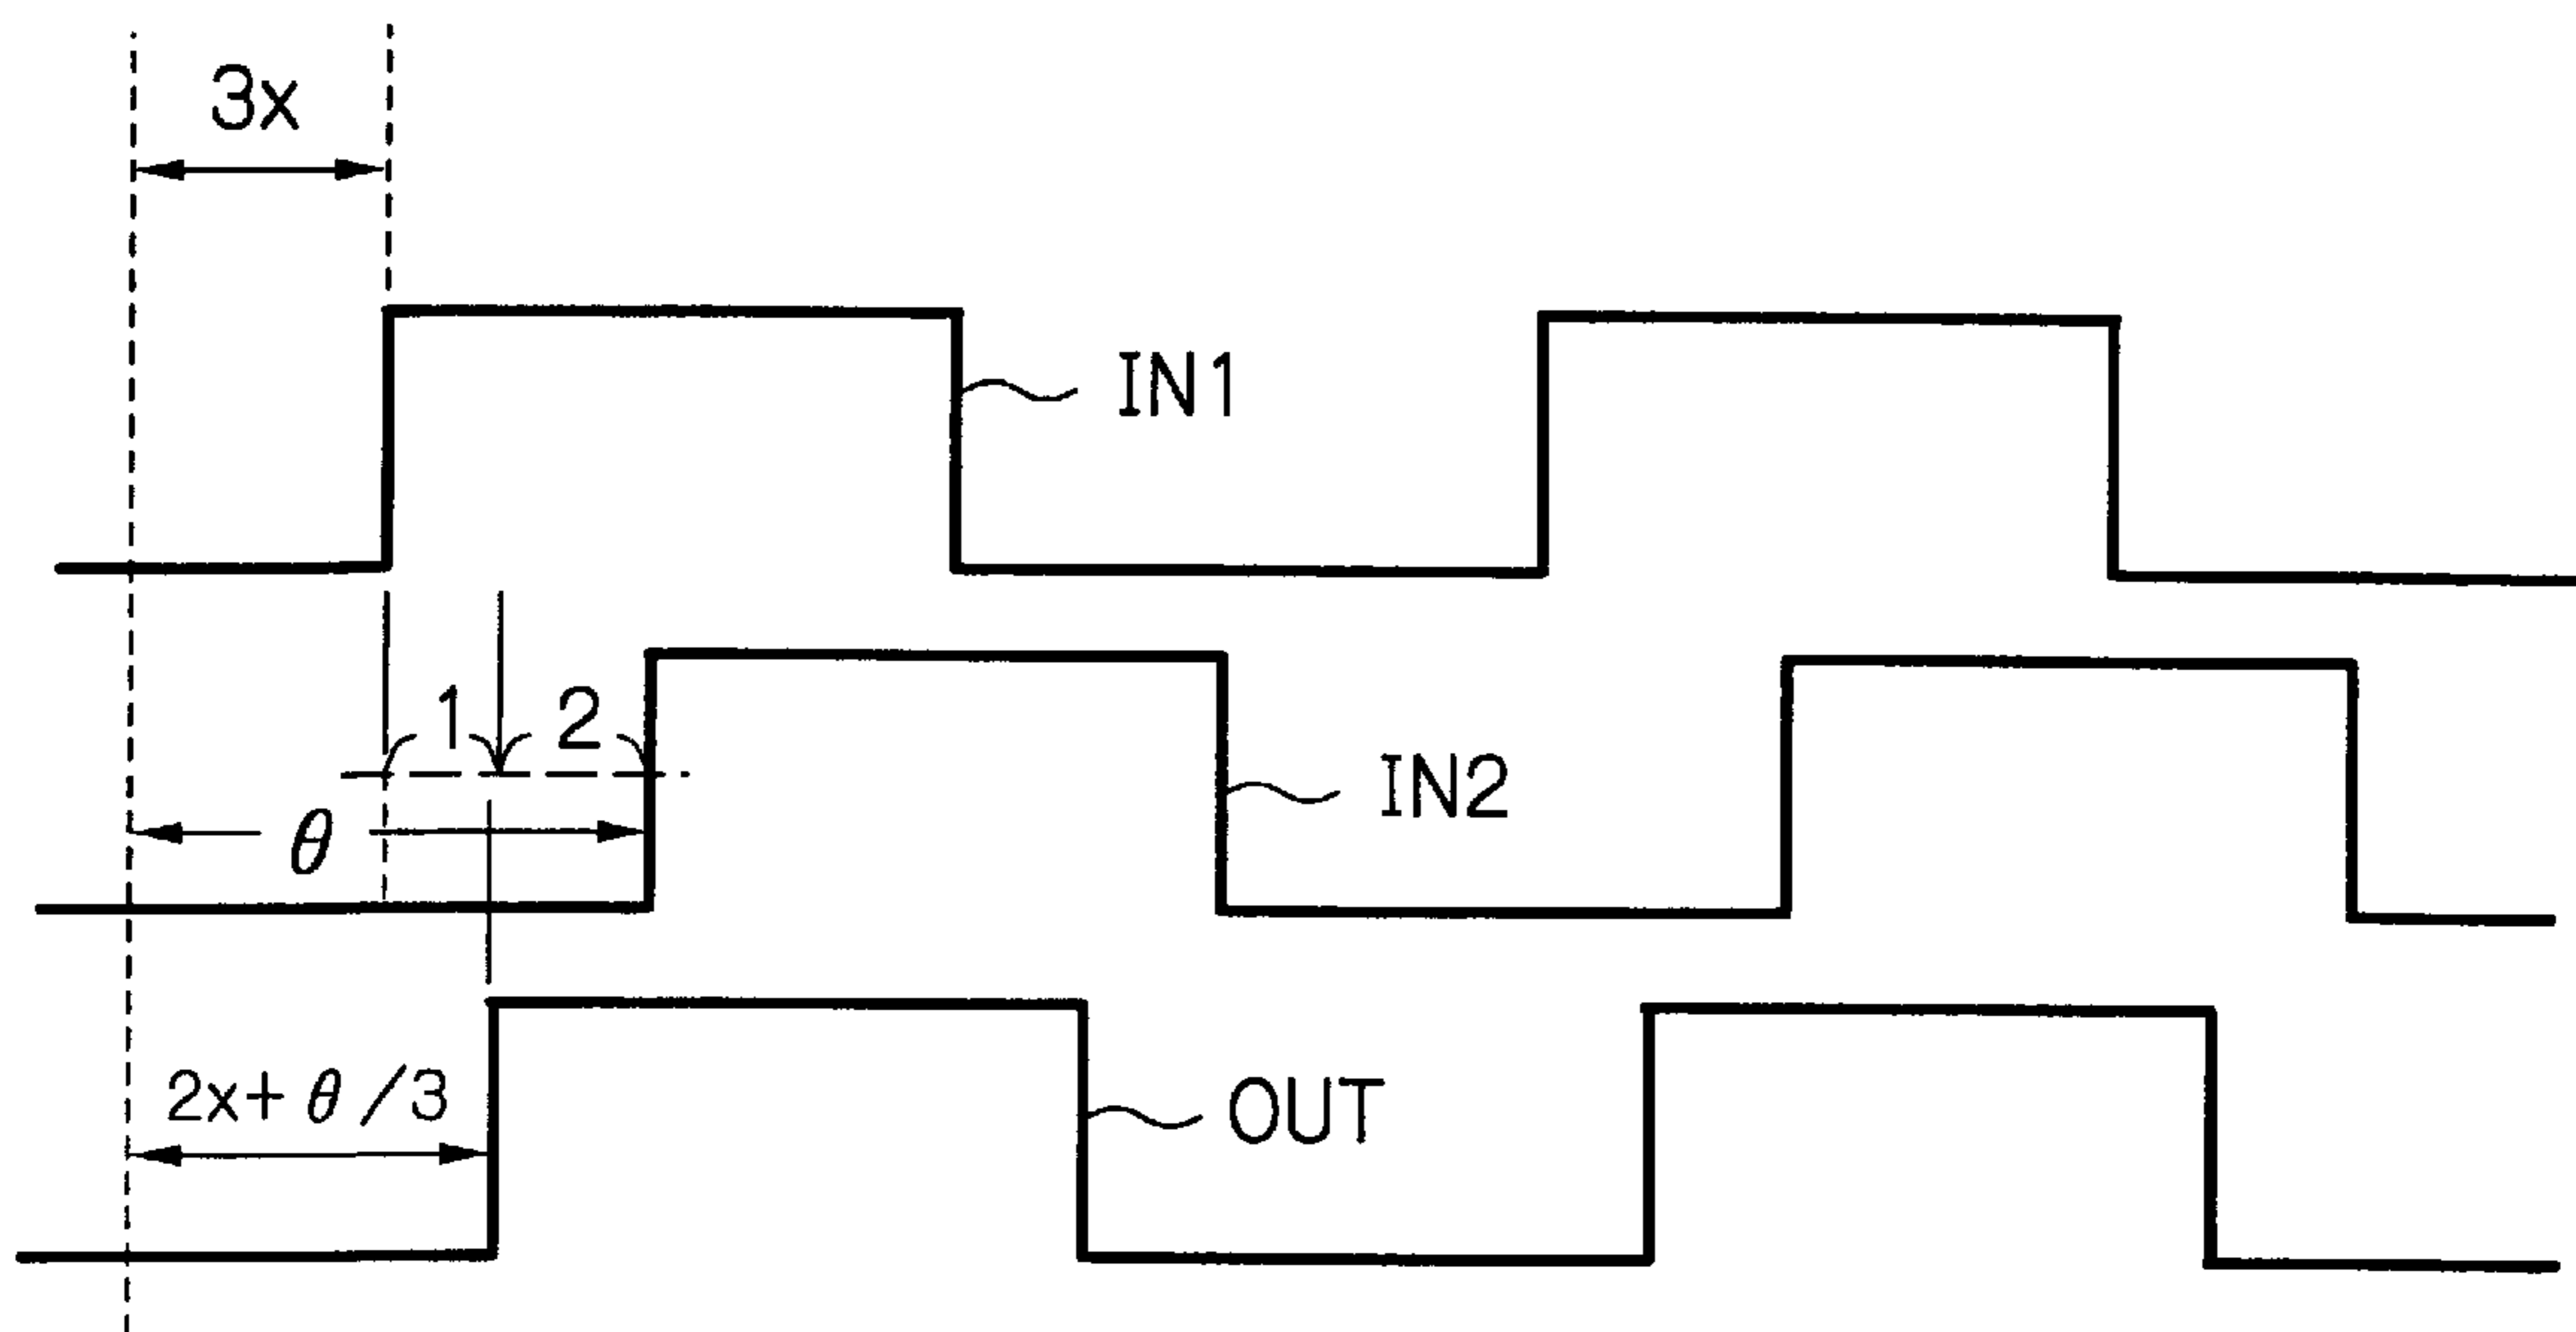 3x
IN1
1 2
IN2
θ
2x+ θ /3
OUT